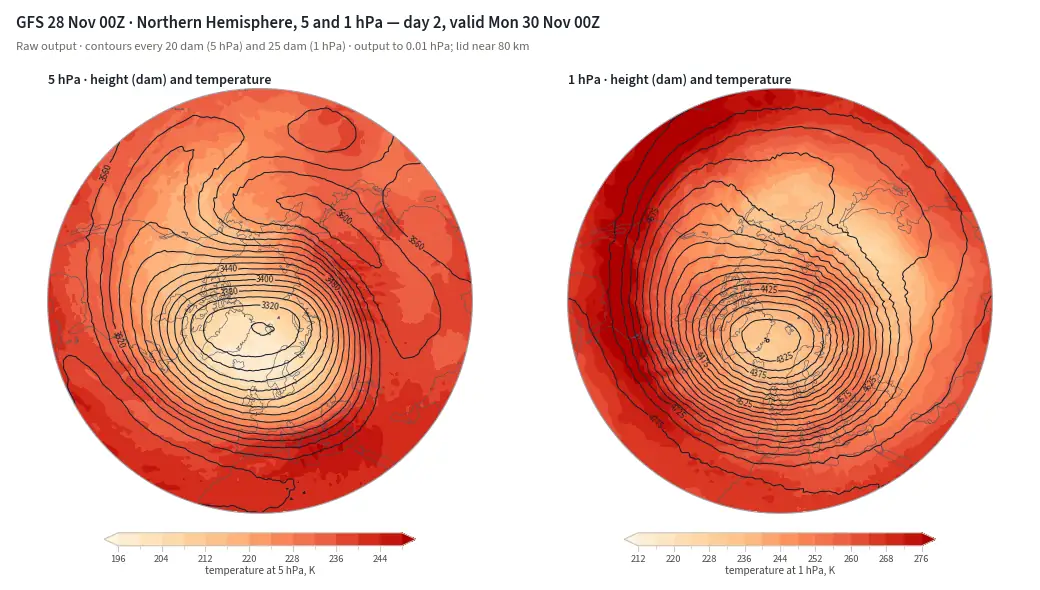 GFS 28 Nov 00Z · Northern Hemisphere, 5 and 1 hPa — day 2, valid Mon 30 Nov 00Z
Raw output · contours every 20 dam (5 hPa) and 25 dam (1 hPa) · output to 0.01 hPa; lid near 80 km
5 hPa · height (dam) and temperature
1 hPa · height (dam) and temperature
3560
3600
3560
3440
3400
3320
3520
4425
4325
4375
4525
196 204 212 220 228 236 244
temperature at 5 hPa, K
212 220 228 236 244 252 260 268 276
temperature at 1 hPa, K